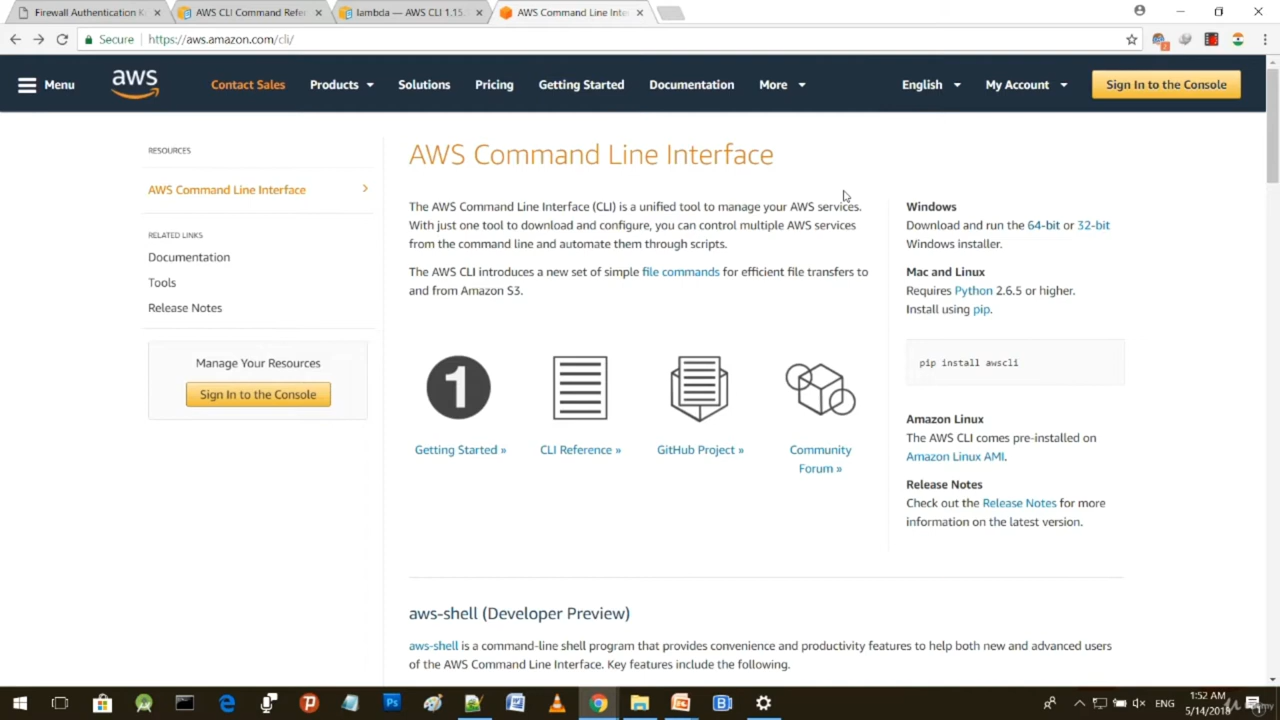 Firewall Authentication K
AWS CLI Command Refer
lambda — AWS CLI 1.15.
AWS Command Line Inte
Secure
https://aws.amazon.com/cli/
Menu
aws
Contact Sales
Products
Solutions
Pricing
Getting Started
Documentation
More
English
My Account
Sign In to the Console
RESOURCES
AWS Command Line Interface
RELATED LINKS
Documentation
Tools
Release Notes
Manage Your Resources
Sign In to the Console
AWS Command Line Interface
The AWS Command Line Interface (CLI) is a unified tool to manage your AWS services.
With just one tool to download and configure, you can control multiple AWS services
from the command line and automate them through scripts.
The AWS CLI introduces a new set of simple file commands for efficient file transfers to
and from Amazon S3.
1
Getting Started »
CLI Reference »
GitHub Project »
Community
Forum »
Windows
Download and run the 64-bit or 32-bit
Windows installer.
Mac and Linux
Requires Python 2.6.5 or higher.
Install using pip.
pip install awscli
Amazon Linux
The AWS CLI comes pre-installed on
Amazon Linux AMI.
Release Notes
Check out the Release Notes for more
information on the latest version.
aws-shell (Developer Preview)
aws-shell is a command-line shell program that provides convenience and productivity features to help both new and advanced users
of the AWS Command Line Interface. Key features include the following.
ENG
1:52 AM
5/14/2018